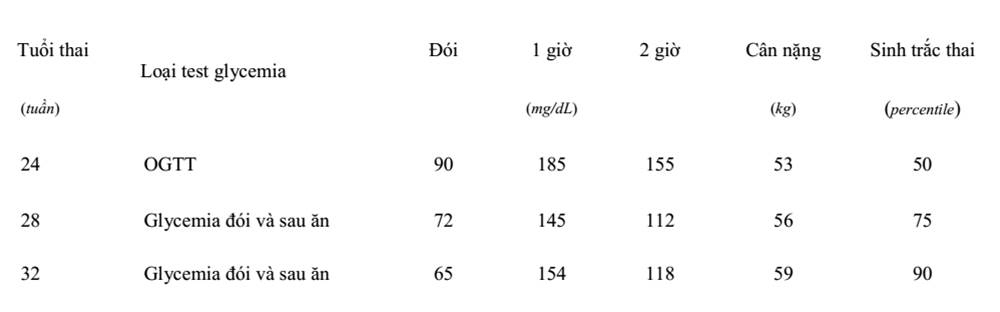 Tuổi thai Loại test glycemia Đói 1 giờ 2 giờ Cân nặng Sinh trắc thai
(tuần) (mg/dL) (kg) (percentile)
24 OGTT 90 185 155 53 50
28 Glycemia đói và sau ăn 72 145 112 56 75
32 Glycemia đói và sau ăn 65 154 118 59 90